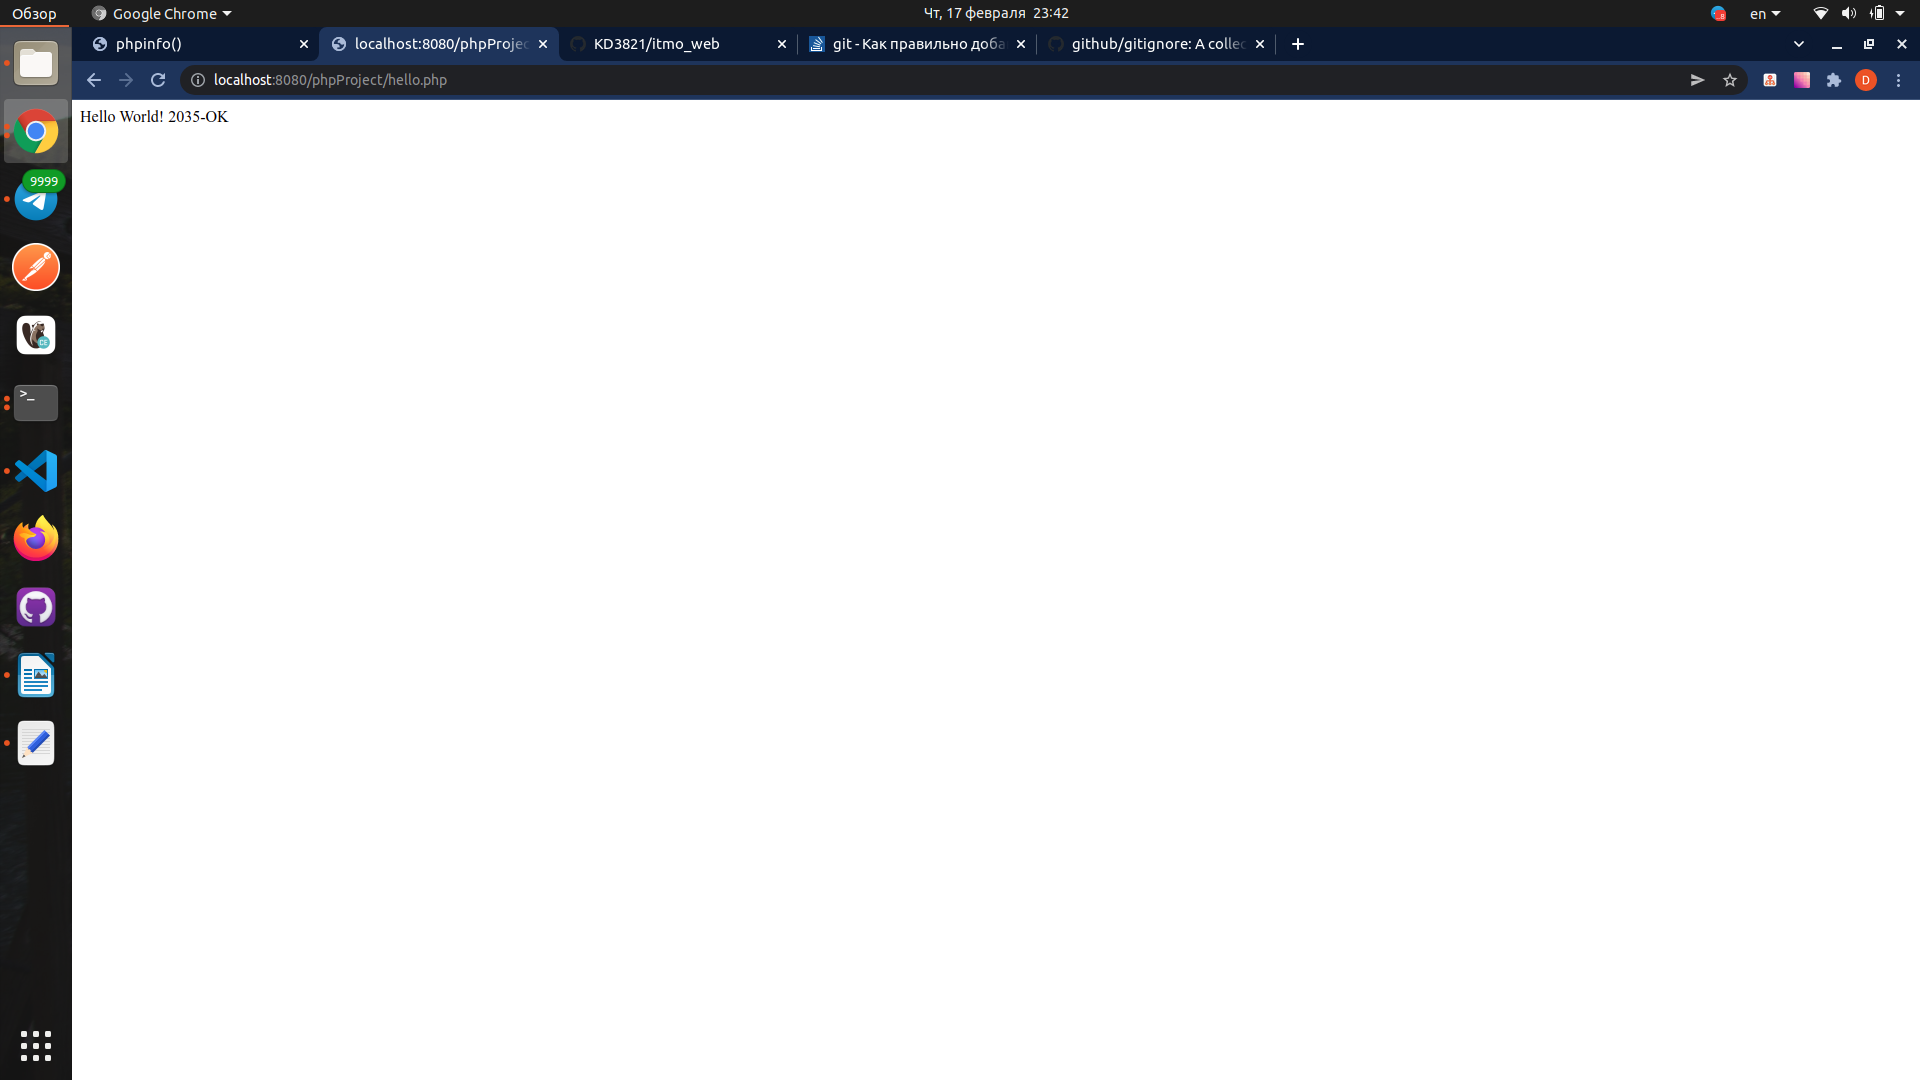 Обзор
Google Chrome
Чт, 17 февраля 23:42
en
phpinfo()
localhost:8080/phpProjec
KD3821/itmo_web
git - Как правильно доба
github/gitignore: A collec
localhost:8080/phpProject/hello.php
D
Hello World! 2035-OK
9999
CE
>_